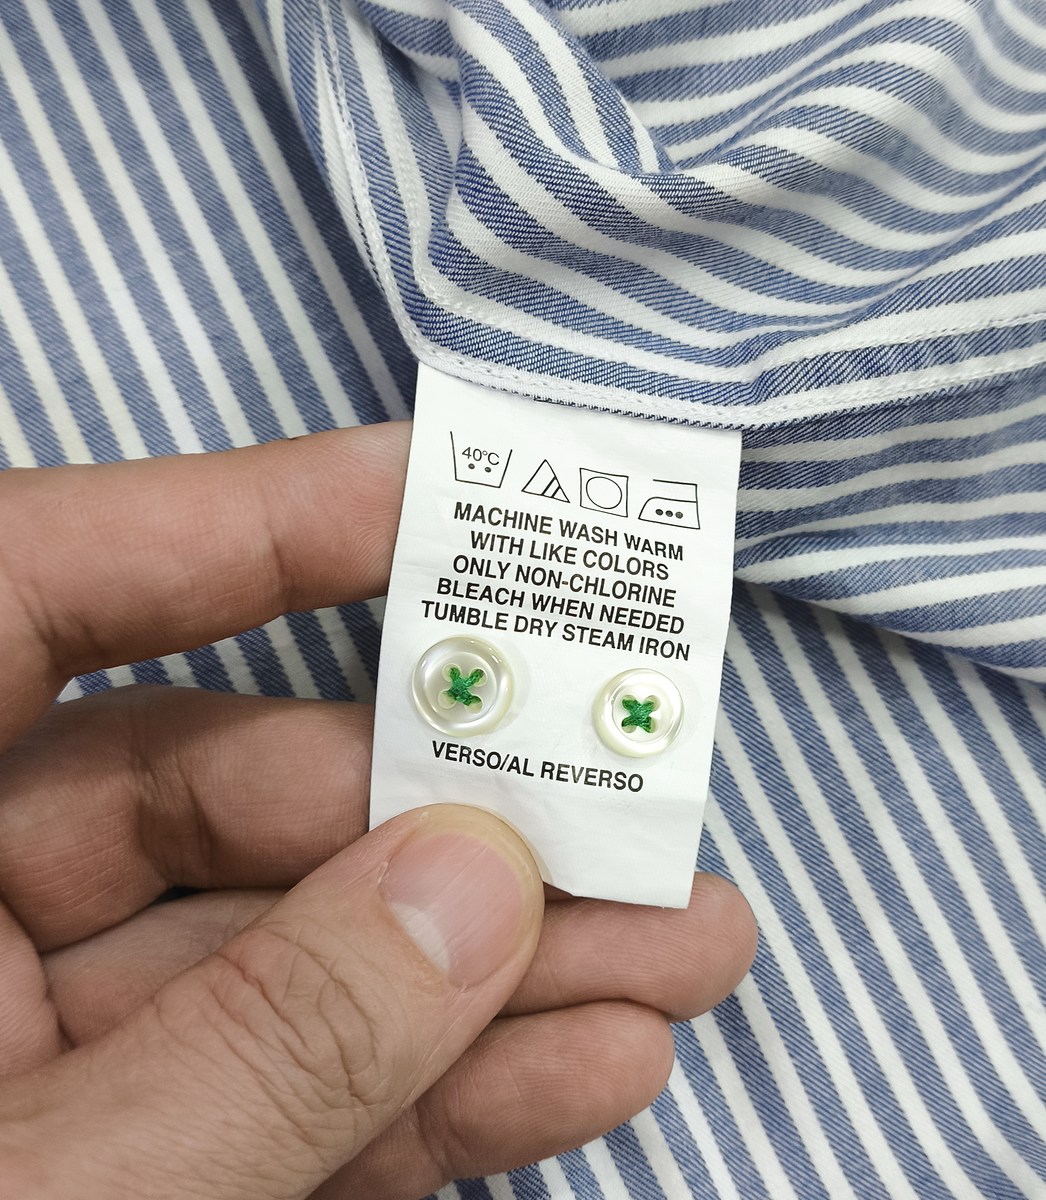 40°C
MACHINE WASH WARM
WITH LIKE COLORS
ONLY NON-CHLORINE
BLEACH WHEN NEEDED
TUMBLE DRY STEAM IRON
VERSO/AL REVERSO